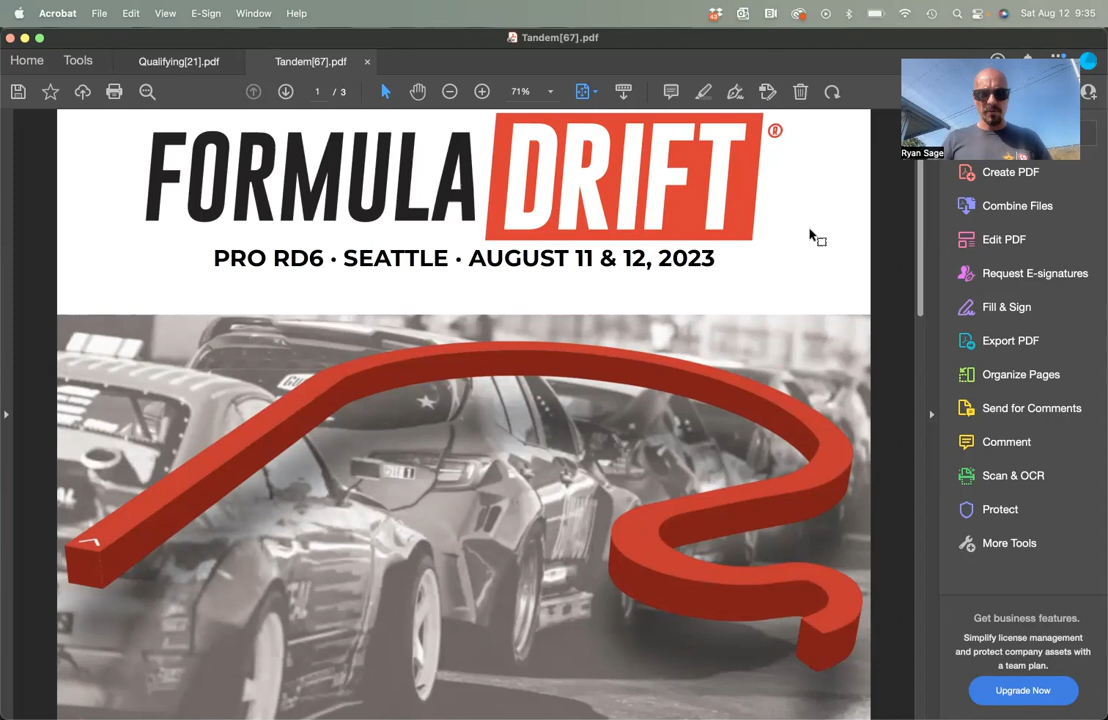 Acrobat File Edit View E-Sign Window Help
Sat Aug 12 9:35
Tandem[67].pdf
Home Tools Qualifying[21].pdf Tandem[67].pdf ×
1 / 3 71%
Ryan Sage
FORMULA DRIFT ®
PRO RD6 · SEATTLE · AUGUST 11 & 12, 2023
Create PDF
Combine Files
Edit PDF
Request E-signatures
Fill & Sign
Export PDF
Organize Pages
Send for Comments
Comment
Scan & OCR
Protect
More Tools
Get business features.
Simplify license management
and protect company assets with
a team plan.
Upgrade Now